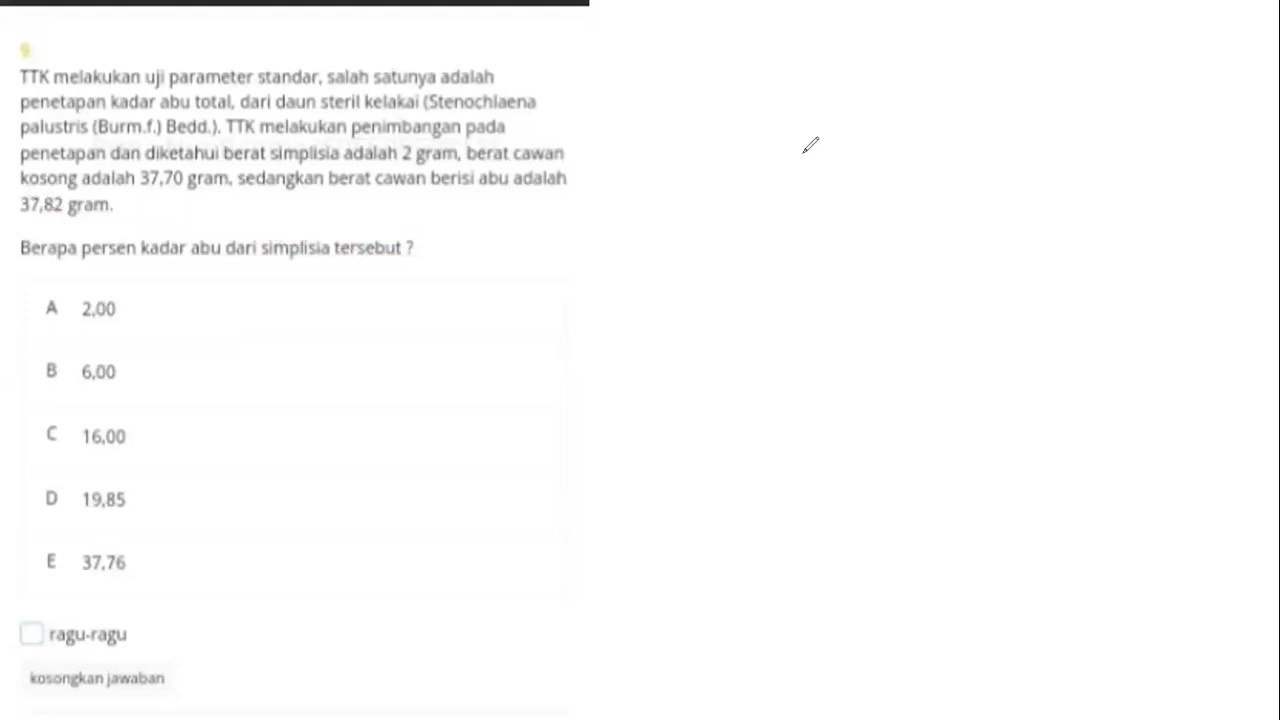 9
TTK melakukan uji parameter standar, salah satunya adalah
penetapan kadar abu total, dari daun steril kelakai (Stenochlaena
palustris (Burm.f.) Bedd.). TTK melakukan penimbangan pada
penetapan dan diketahui berat simplisia adalah 2 gram, berat cawan
kosong adalah 37,70 gram, sedangkan berat cawan berisi abu adalah
37,82 gram.
Berapa persen kadar abu dari simplisia tersebut ?
A 2,00
B 6,00
C 16,00
D 19,85
E 37,76
ragu-ragu
kosongkan jawaban